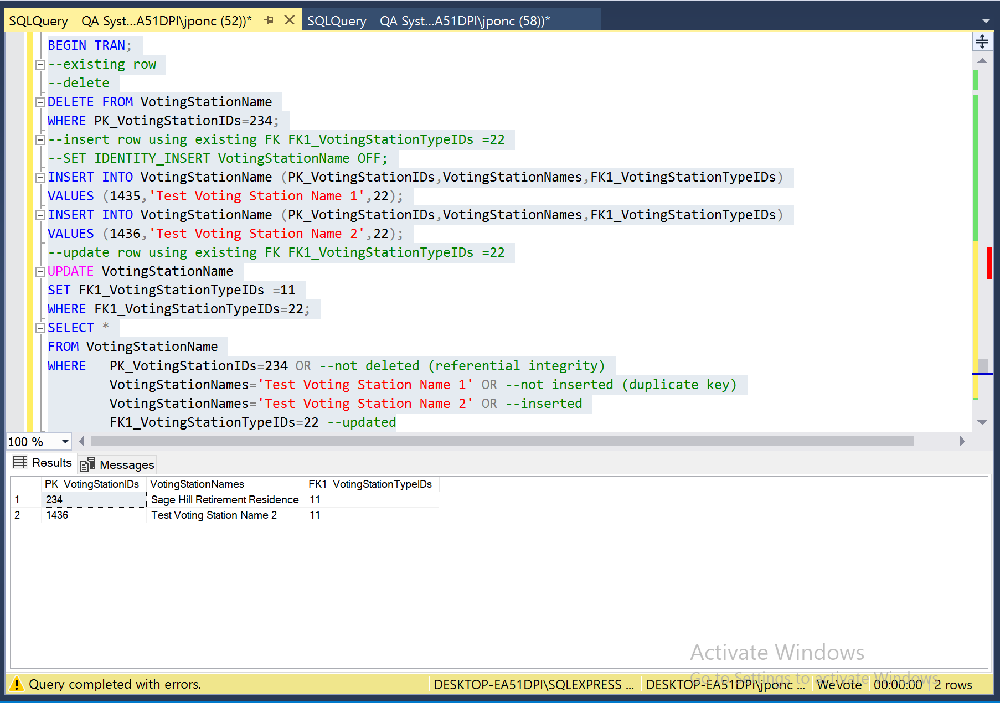 SQLQuery - QA Syst...A51DPI\jponc (52))*
SQLQuery - QA Syst...A51DPI\jponc (58))*
BEGIN TRAN;
--existing row
--delete
DELETE FROM VotingStationName
WHERE PK_VotingStationIDs=234;
--insert row using existing FK FK1_VotingStationTypeIDs =22
--SET IDENTITY_INSERT VotingStationName OFF;
INSERT INTO VotingStationName (PK_VotingStationIDs,VotingStationNames,FK1_VotingStationTypeIDs)
VALUES (1435,'Test Voting Station Name 1',22);
INSERT INTO VotingStationName (PK_VotingStationIDs,VotingStationNames,FK1_VotingStationTypeIDs)
VALUES (1436,'Test Voting Station Name 2',22);
--update row using existing FK FK1_VotingStationTypeIDs =22
UPDATE VotingStationName
SET FK1_VotingStationTypeIDs =11
WHERE FK1_VotingStationTypeIDs=22;
SELECT *
FROM VotingStationName
WHERE PK_VotingStationIDs=234 OR --not deleted (referential integrity)
VotingStationNames='Test Voting Station Name 1' OR --not inserted (duplicate key)
VotingStationNames='Test Voting Station Name 2' OR --inserted
FK1_VotingStationTypeIDs=22 --updated
100 %
Results Messages
PK_VotingStationIDs VotingStationNames FK1_VotingStationTypeIDs
1 234 Sage Hill Retirement Residence 11
2 1436 Test Voting Station Name 2 11
Activate Windows
Go to Settings to activate Windows.
Query completed with errors. DESKTOP-EA51DPI\SQLEXPRESS ... DESKTOP-EA51DPI\jponc ... WeVote 00:00:00 2 rows